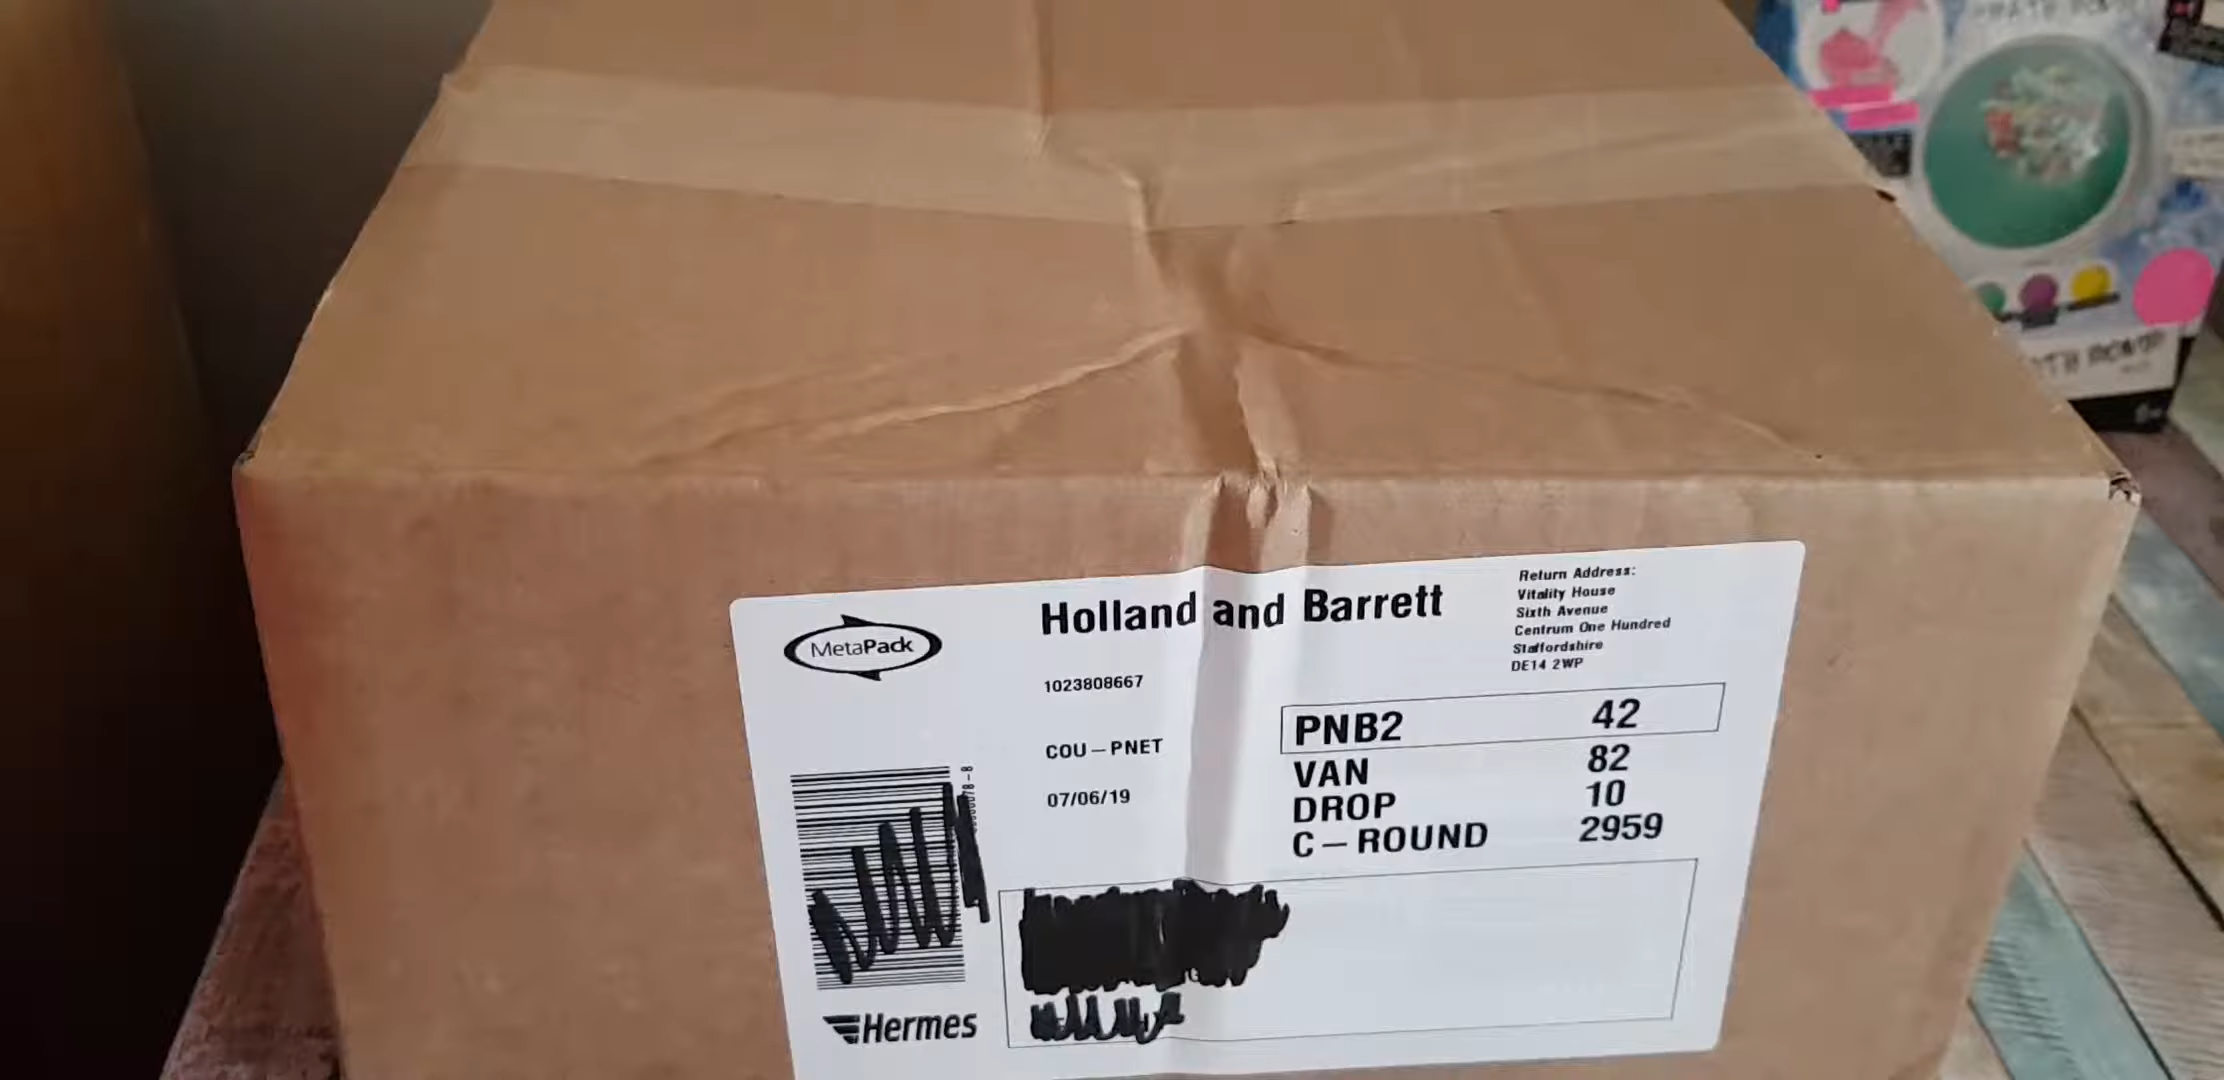 MetaPack
Holland and Barrett
Return Address:
Vitality House
Sixth Avenue
Centrum One Hundred
Staffordshire
DE14 2WP
1023808667
COU - PNET
07/06/19
PNB2 42
VAN 82
DROP 10
C - ROUND 2959
Hermes